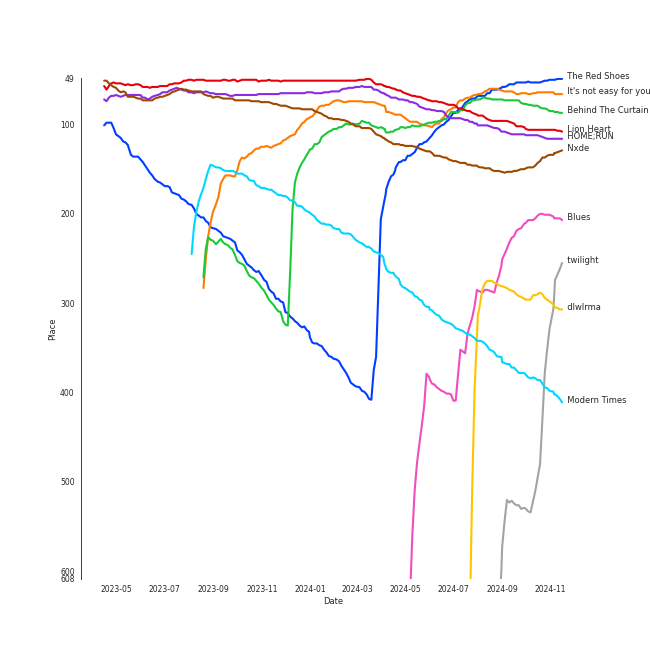 49
100
200
300
400
500
600
608
Place
2023-05
2023-07
2023-09
2023-11
2024-01
2024-03
2024-05
2024-07
2024-09
2024-11
Date
The Red Shoes
It's not easy for you
Behind The Curtain
Lion Heart
HOME;RUN
Nxde
Blues
twilight
dlwlrma
Modern Times